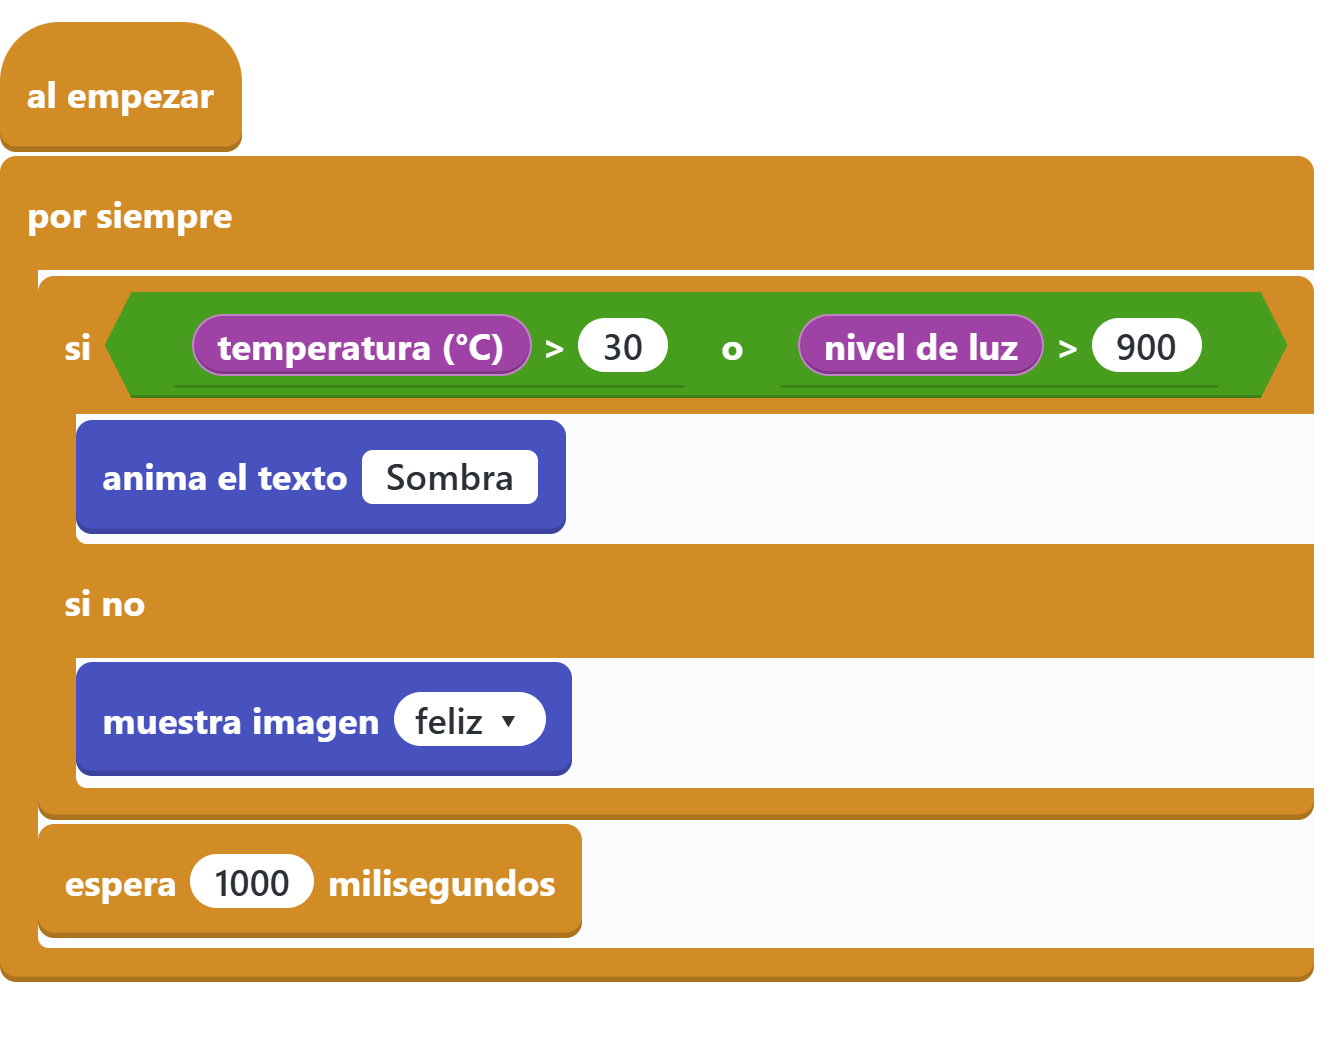 al empezar
por siempre
si temperatura (°C) > 30 o nivel de luz > 900
anima el texto Sombra
si no
muestra imagen feliz ▼
espera 1000 milisegundos